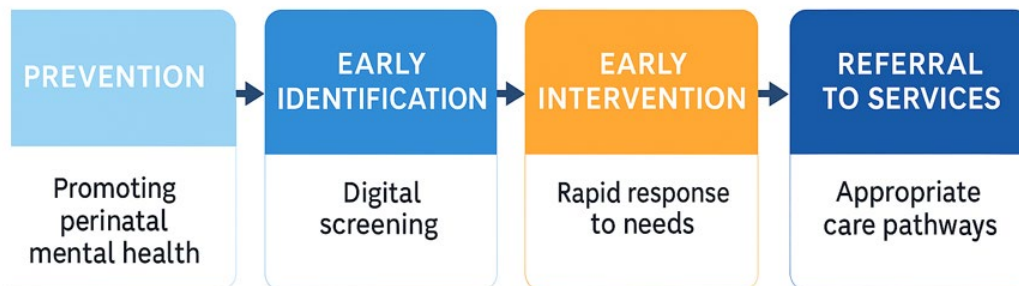 PREVENTION
Promoting
perinatal
mental health
EARLY
IDENTIFICATION
Digital
screening
EARLY
INTERVENTION
Rapid response
to needs
REFERRAL
TO SERVICES
Appropriate
care pathways